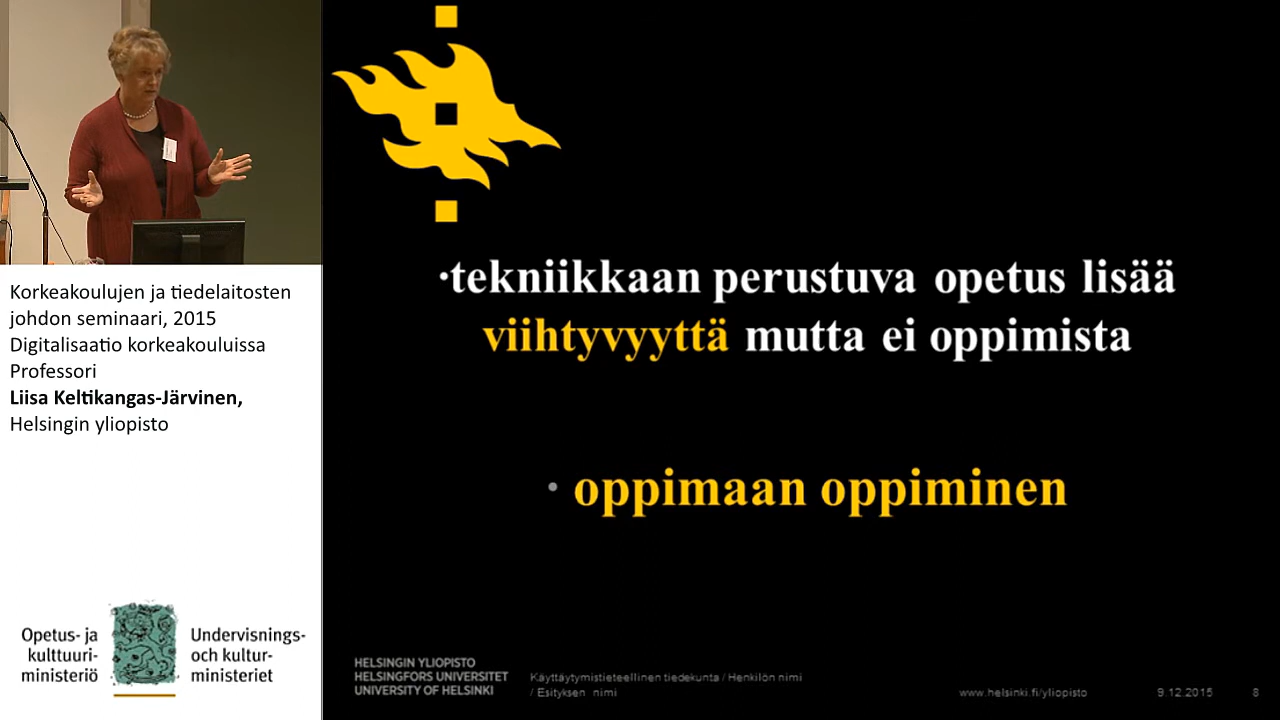 Korkeakoulujen ja tiedelaitosten
johdon seminaari, 2015
Digitalisaatio korkeakouluissa
Professori
Liisa Keltikangas-Järvinen,
Helsingin yliopisto
Opetus- ja
kulttuuri-
ministeriö
Undervisnings-
och kultur-
ministeriet
•tekniikkaan perustuva opetus lisää
viihtyvyyttä mutta ei oppimista
• oppimaan oppiminen
HELSINGIN YLIOPISTO
HELSINGFORS UNIVERSITET
UNIVERSITY OF HELSINKI
Käyttäytymistieteellinen tiedekunta / Henkilön nimi
/ Esityksen nimi
www.helsinki.fi/yliopisto
9.12.2015
8